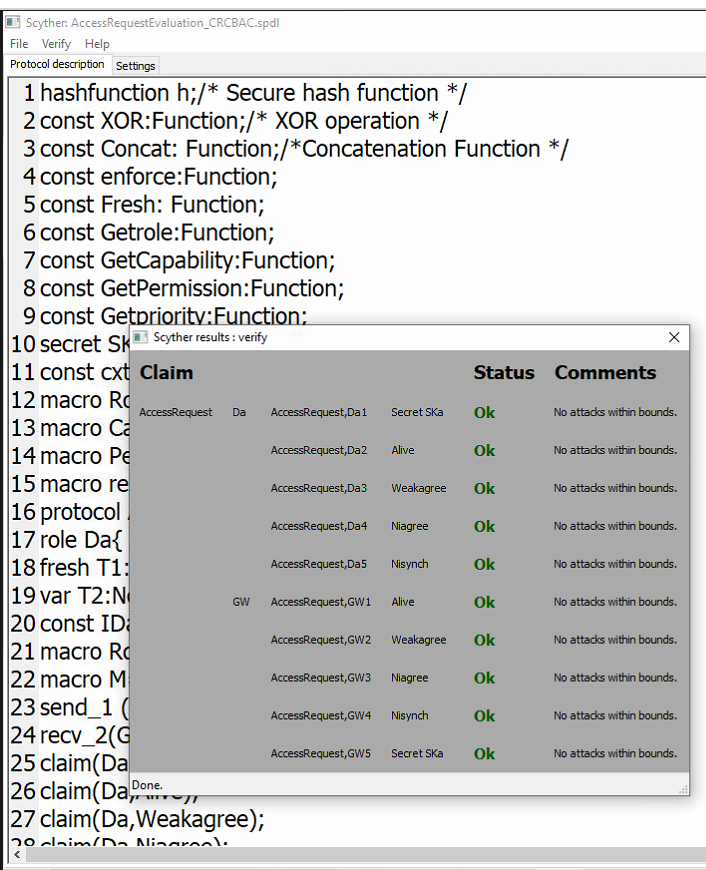 Scyther: AccessRequestEvaluation_CRCBAC.spdl
File Verify Help
Protocol description Settings
1 hashfunction h;/* Secure hash function */
2 const XOR:Function;/* XOR operation */
3 const Concat: Function;/*Concatenation Function */
4 const enforce:Function;
5 const Fresh: Function;
6 const Getrole:Function;
7 const GetCapability:Function;
8 const GetPermission:Function;
9 const Getpriority:Function;
10 secret SK
11 const cxt
12 macro Ro
13 macro Ca
14 macro Pe
15 macro re
16 protocol
17 role Da{
18 fresh T1:
19 var T2:No
20 const IDa
21 macro Ro
22 macro M
23 send_1 (
24 recv_2(G
25 claim(Da
26 claim(Da,Alive);
27 claim(Da,Weakagree);
28 claim(Da,Niagree);
Scyther results : verify
Claim Status Comments
AccessRequest Da AccessRequest,Da1 Secret SKa Ok No attacks within bounds.
AccessRequest,Da2 Alive Ok No attacks within bounds.
AccessRequest,Da3 Weakagree Ok No attacks within bounds.
AccessRequest,Da4 Niagree Ok No attacks within bounds.
AccessRequest,Da5 Nisynch Ok No attacks within bounds.
GW AccessRequest,GW1 Alive Ok No attacks within bounds.
AccessRequest,GW2 Weakagree Ok No attacks within bounds.
AccessRequest,GW3 Niagree Ok No attacks within bounds.
AccessRequest,GW4 Nisynch Ok No attacks within bounds.
AccessRequest,GW5 Secret SKa Ok No attacks within bounds.
Done.